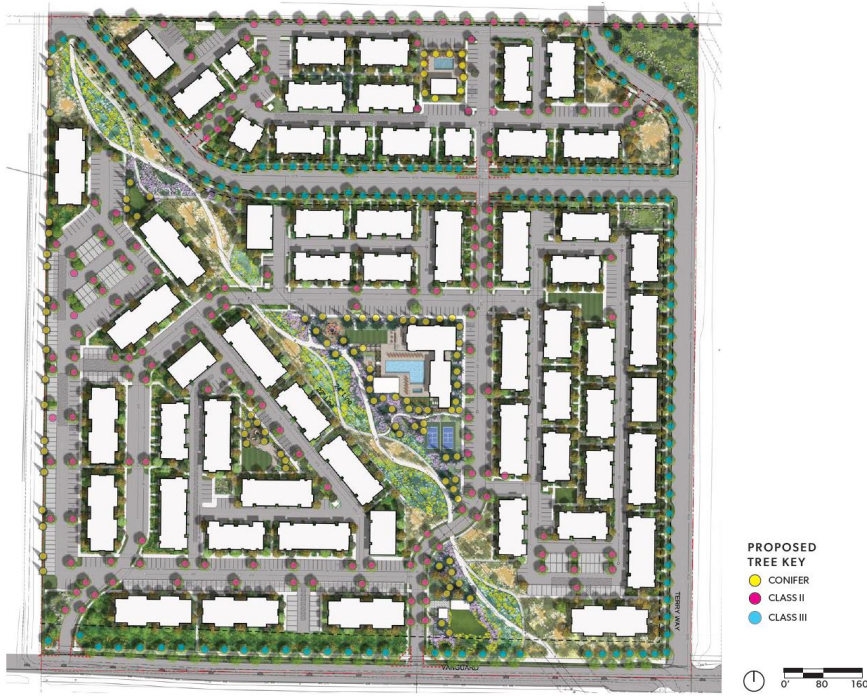 PROPOSED
TREE KEY
CONIFER
CLASS II
CLASS III
TERRY WAY
VANGUARD
0' 80 160